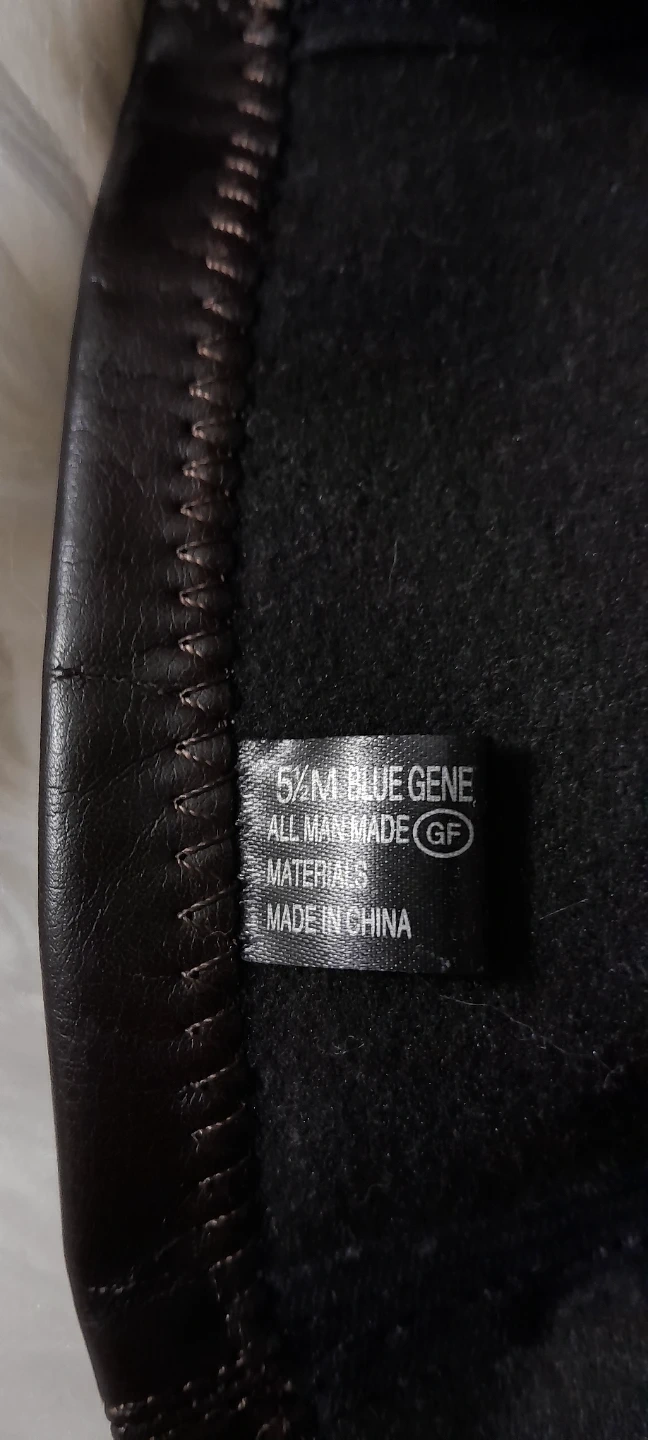 5½M BLUE GENE
ALL MAN MADE GF
MATERIALS
MADE IN CHINA